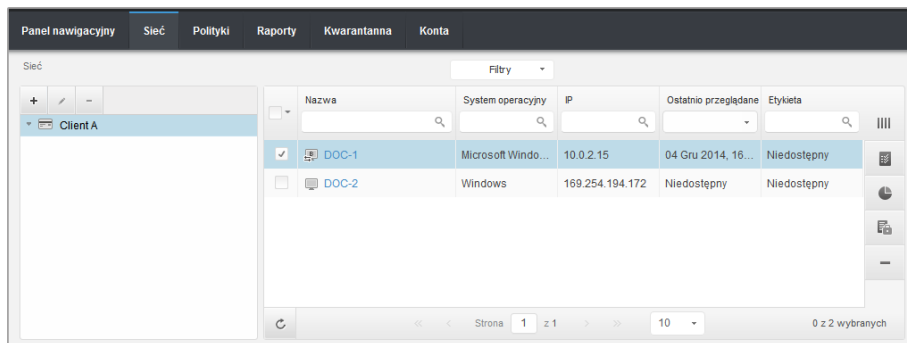 Panel nawigacyjny Sieć Polityki Raporty Kwarantanna Konta
Sieć Filtry
Client A
Nazwa System operacyjny IP Ostatnio przeglądane Etykieta
DOC-1 Microsoft Windo... 10.0.2.15 04 Gru 2014, 16... Niedostępny
DOC-2 Windows 169.254.194.172 Niedostępny Niedostępny
Strona 1 z 1 10 0 z 2 wybranych